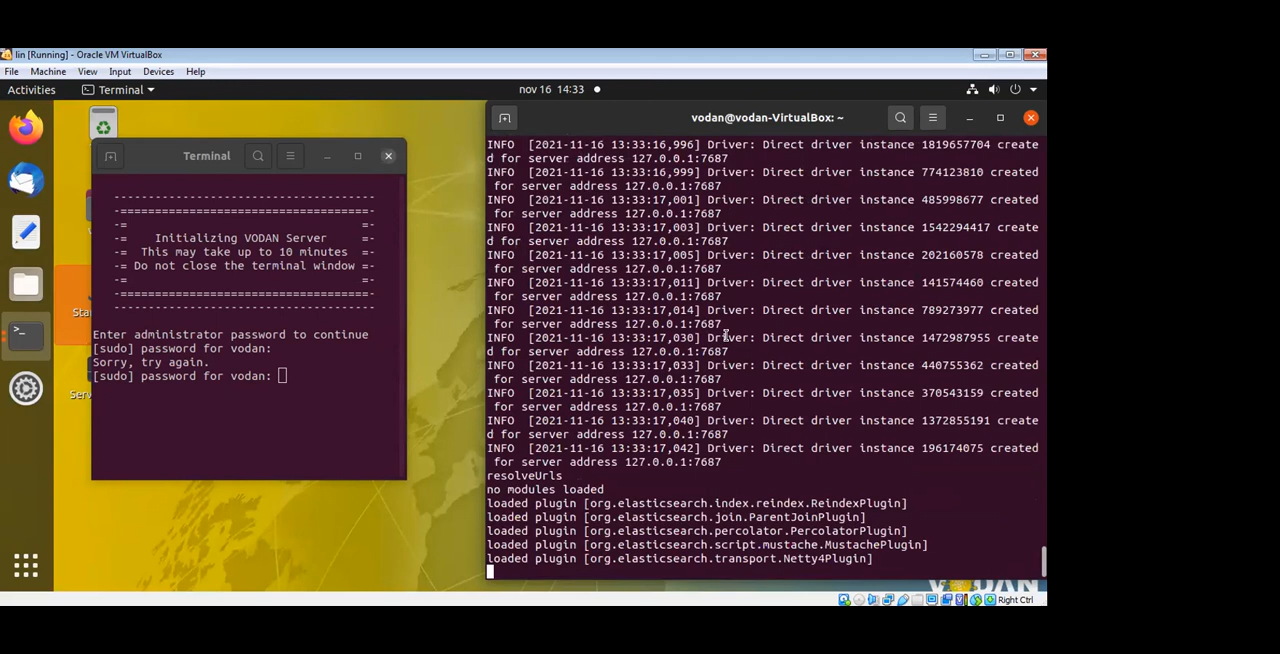 lin [Running] - Oracle VM VirtualBox
File Machine View Input Devices Help
Activities Terminal nov 16 14:33
Terminal
-----------------------------------
-=================================-
-= =-
-= Initializing VODAN Server =-
-= This may take up to 10 minutes =-
-= Do not close the terminal window =-
-= =-
-=================================-
-----------------------------------
Enter administrator password to continue
[sudo] password for vodan:
Sorry, try again.
[sudo] password for vodan:
Sta
Serv
vodan@vodan-VirtualBox: ~
INFO [2021-11-16 13:33:16,996] Driver: Direct driver instance 1819657704 create
d for server address 127.0.0.1:7687
INFO [2021-11-16 13:33:16,999] Driver: Direct driver instance 774123810 created
for server address 127.0.0.1:7687
INFO [2021-11-16 13:33:17,001] Driver: Direct driver instance 485998677 created
for server address 127.0.0.1:7687
INFO [2021-11-16 13:33:17,003] Driver: Direct driver instance 1542294417 create
d for server address 127.0.0.1:7687
INFO [2021-11-16 13:33:17,005] Driver: Direct driver instance 202160578 created
for server address 127.0.0.1:7687
INFO [2021-11-16 13:33:17,011] Driver: Direct driver instance 141574460 created
for server address 127.0.0.1:7687
INFO [2021-11-16 13:33:17,014] Driver: Direct driver instance 789273977 created
for server address 127.0.0.1:7687
INFO [2021-11-16 13:33:17,030] Driver: Direct driver instance 1472987955 create
d for server address 127.0.0.1:7687
INFO [2021-11-16 13:33:17,033] Driver: Direct driver instance 440755362 created
for server address 127.0.0.1:7687
INFO [2021-11-16 13:33:17,035] Driver: Direct driver instance 370543159 created
for server address 127.0.0.1:7687
INFO [2021-11-16 13:33:17,040] Driver: Direct driver instance 1372855191 create
d for server address 127.0.0.1:7687
INFO [2021-11-16 13:33:17,042] Driver: Direct driver instance 196174075 created
for server address 127.0.0.1:7687
resolveUrls
no modules loaded
loaded plugin [org.elasticsearch.index.reindex.ReindexPlugin]
loaded plugin [org.elasticsearch.join.ParentJoinPlugin]
loaded plugin [org.elasticsearch.percolator.PercolatorPlugin]
loaded plugin [org.elasticsearch.script.mustache.MustachePlugin]
loaded plugin [org.elasticsearch.transport.Netty4Plugin]
VODAN
Right Ctrl